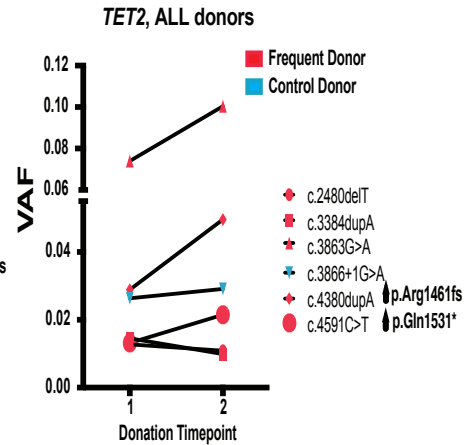 TET2, ALL donors
Frequent Donor
Control Donor
0.12
0.10
0.08
0.06
0.04
0.02
0.00
VAF
s
1 2
Donation Timepoint
c.2480delT
c.3384dupA
c.3863G>A
c.3866+1G>A
c.4380dupA p.Arg1461fs
c.4591C>T p.Gln1531*